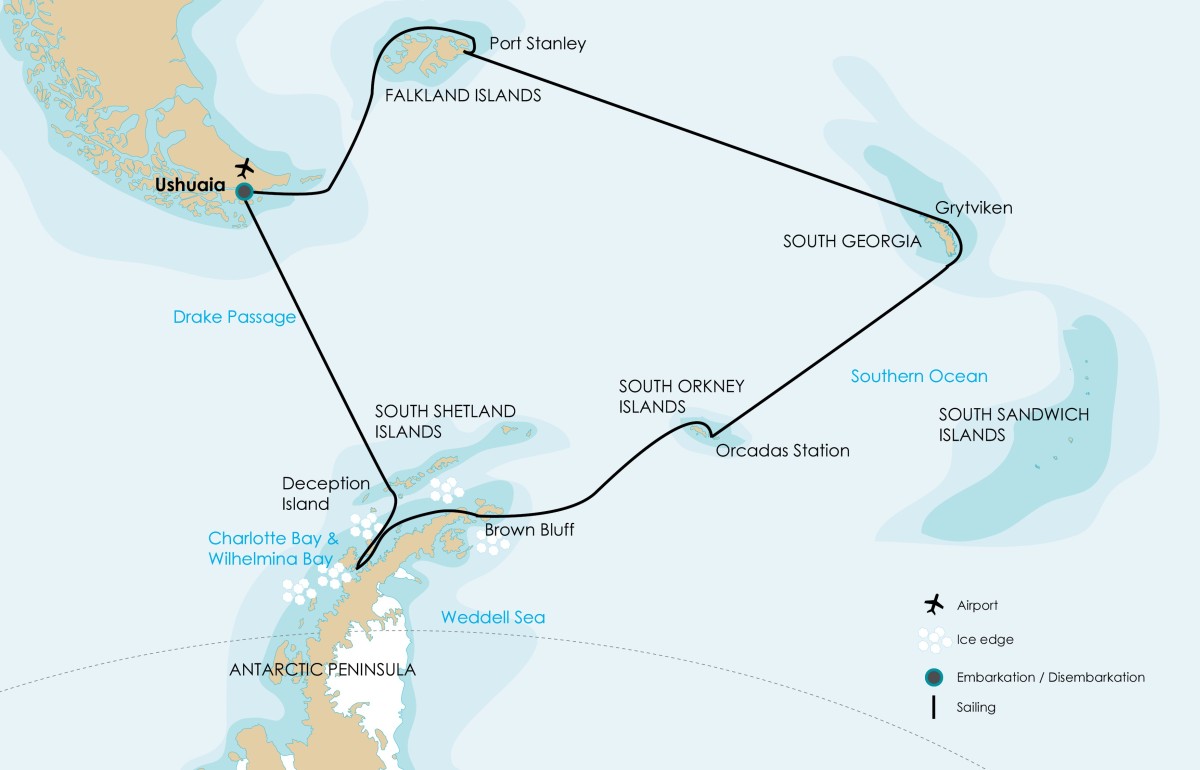 Port Stanley
FALKLAND ISLANDS
Ushuaia
Grytviken
SOUTH GEORGIA
Drake Passage
Southern Ocean
SOUTH ORKNEY
ISLANDS
SOUTH SHETLAND
ISLANDS
SOUTH SANDWICH
ISLANDS
Orcadas Station
Deception
Island
Brown Bluff
Charlotte Bay &
Wilhelmina Bay
Weddell Sea
ANTARCTIC PENINSULA
Airport
Ice edge
Embarkation / Disembarkation
Sailing